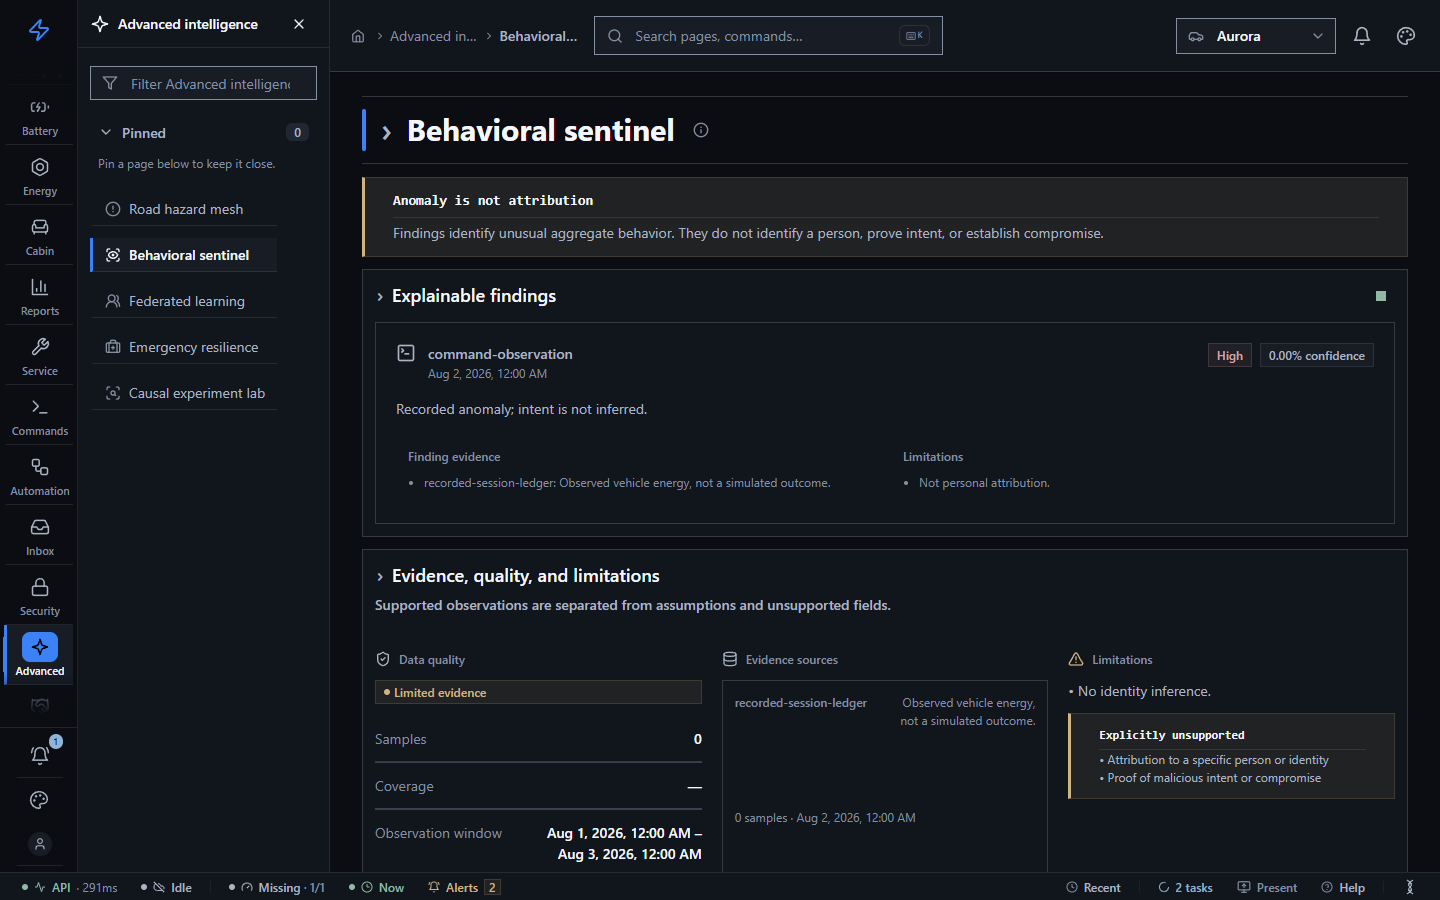 Advanced intelligence
Advanced in...
Behavioral...
Search pages, commands...
K
Aurora
Filter Advanced intelligenc
Pinned
0
Pin a page below to keep it close.
Road hazard mesh
Behavioral sentinel
Federated learning
Emergency resilience
Causal experiment lab
Battery
Energy
Cabin
Reports
Service
Commands
Automation
Inbox
Security
Advanced
1
Behavioral sentinel
Anomaly is not attribution
Findings identify unusual aggregate behavior. They do not identify a person, prove intent, or establish compromise.
Explainable findings
command-observation
Aug 2, 2026, 12:00 AM
High
0.00% confidence
Recorded anomaly; intent is not inferred.
Finding evidence
• recorded-session-ledger: Observed vehicle energy, not a simulated outcome.
Limitations
• Not personal attribution.
Evidence, quality, and limitations
Supported observations are separated from assumptions and unsupported fields.
Data quality
Limited evidence
Samples 0
Coverage —
Observation window Aug 1, 2026, 12:00 AM –
Aug 3, 2026, 12:00 AM
Evidence sources
recorded-session-ledger
Observed vehicle energy,
not a simulated outcome.
0 samples · Aug 2, 2026, 12:00 AM
Limitations
• No identity inference.
Explicitly unsupported
• Attribution to a specific person or identity
• Proof of malicious intent or compromise
API · 291ms
Idle
Missing · 1/1
Now
Alerts 2
Recent
2 tasks
Present
Help